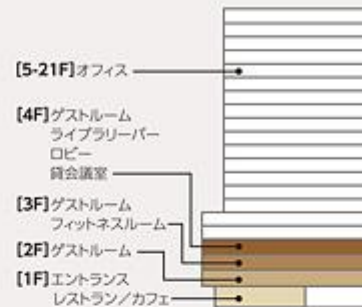 [5-21F]オフィス
[4F]ゲストルーム
ライブラリーバー
ロビー
貸会議室
[3F]ゲストルーム
フィットネスルーム
[2F]ゲストルーム
[1F]エントランス
レストラン/カフェ